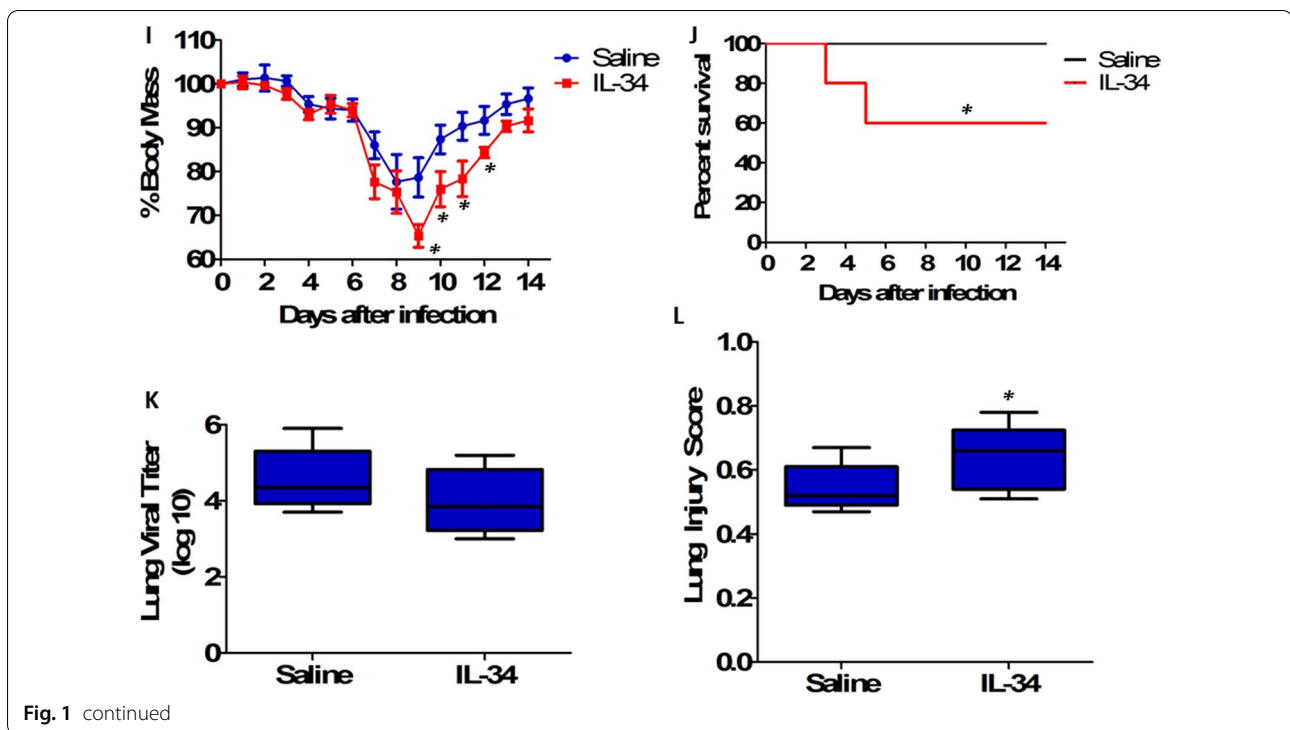 I
110
100
90
80
70
60
% Body Mass
0 2 4 6 8 10 12 14
Days after infection
Saline
IL-34
*
*
*
*
J
100
80
60
40
20
0
Percent survival
0 2 4 6 8 10 12 14
Days after infection
Saline
IL-34
*
K
6
4
2
0
Lung Viral Titer
(log 10)
Saline IL-34
L
1.0
0.8
0.6
0.4
0.2
0.0
Lung Injury Score
*
Saline IL-34
Fig. 1 continued